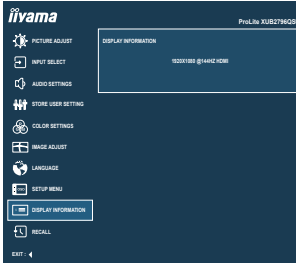 iiyama
ProLite XUB2796QS
PICTURE ADJUST
DISPLAY INFORMATION
INPUT SELECT
1920X1080 @144HZ HDMI
AUDIO SETTINGS
STORE USER SETTING
COLOR SETTINGS
IMAGE ADJUST
LANGUAGE
OSD
SETUP MENU
DISPLAY INFORMATION
RECALL
EXIT :